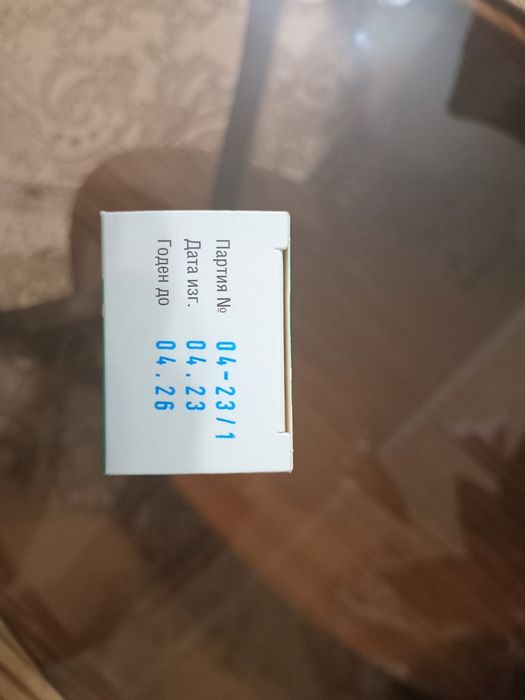 Партия № 04-23/1
Дата изг. 04.23
Годен до 04.26